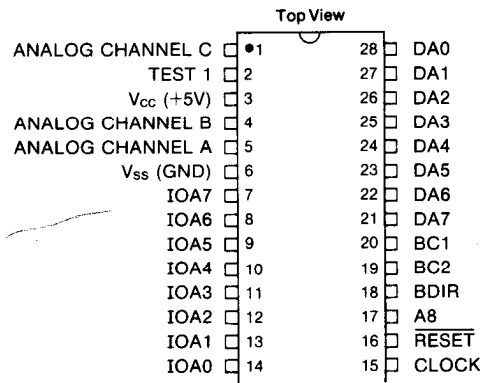 Top View
ANALOG CHANNEL C 1 28 DA0
TEST 1 2 27 DA1
Vcc (+5V) 3 26 DA2
ANALOG CHANNEL B 4 25 DA3
ANALOG CHANNEL A 5 24 DA4
Vss (GND) 6 23 DA5
IOA7 7 22 DA6
IOA6 8 21 DA7
IOA5 9 20 BC1
IOA4 10 19 BC2
IOA3 11 18 BDIR
IOA2 12 17 A8
IOA1 13 16 RESET
IOA0 14 15 CLOCK